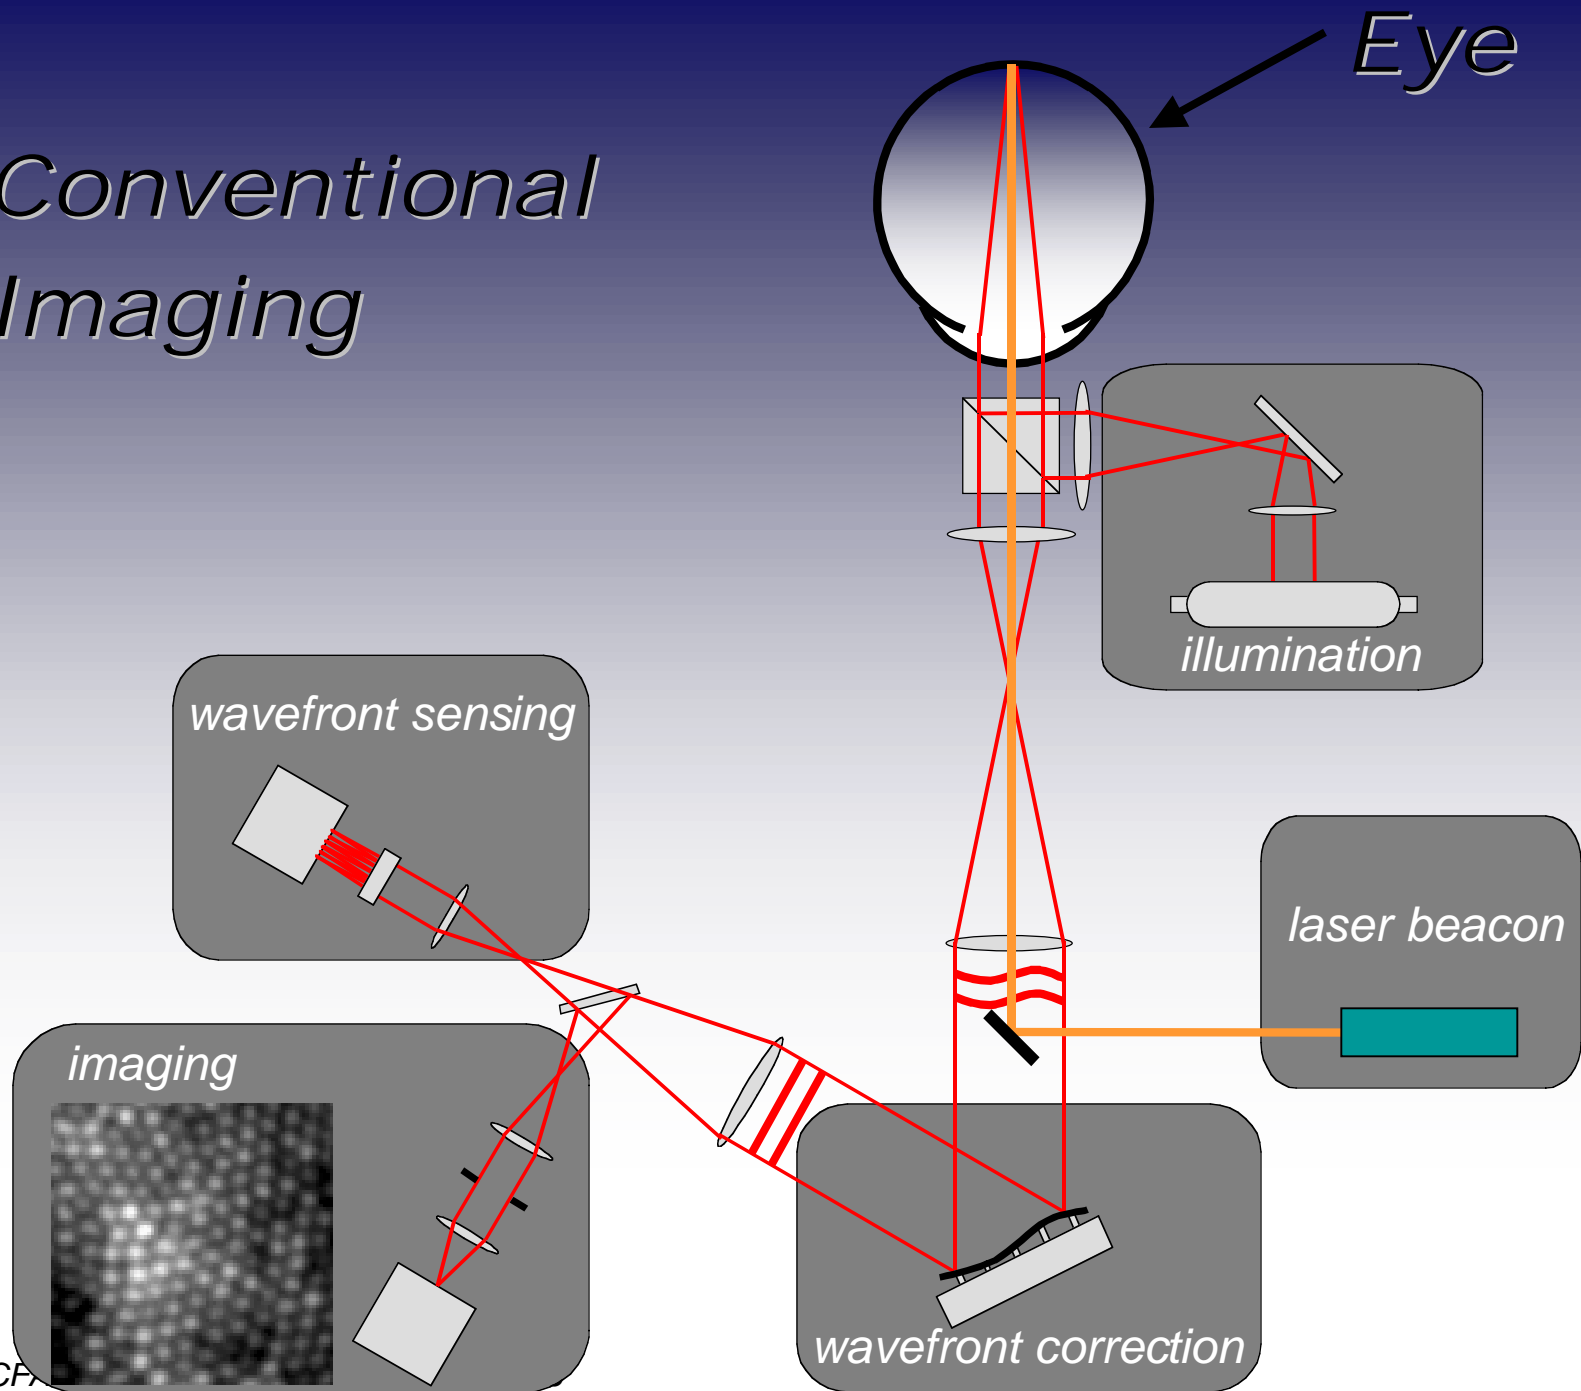 Eye
Conventional
Imaging
illumination
wavefront sensing
laser beacon
imaging
wavefront correction